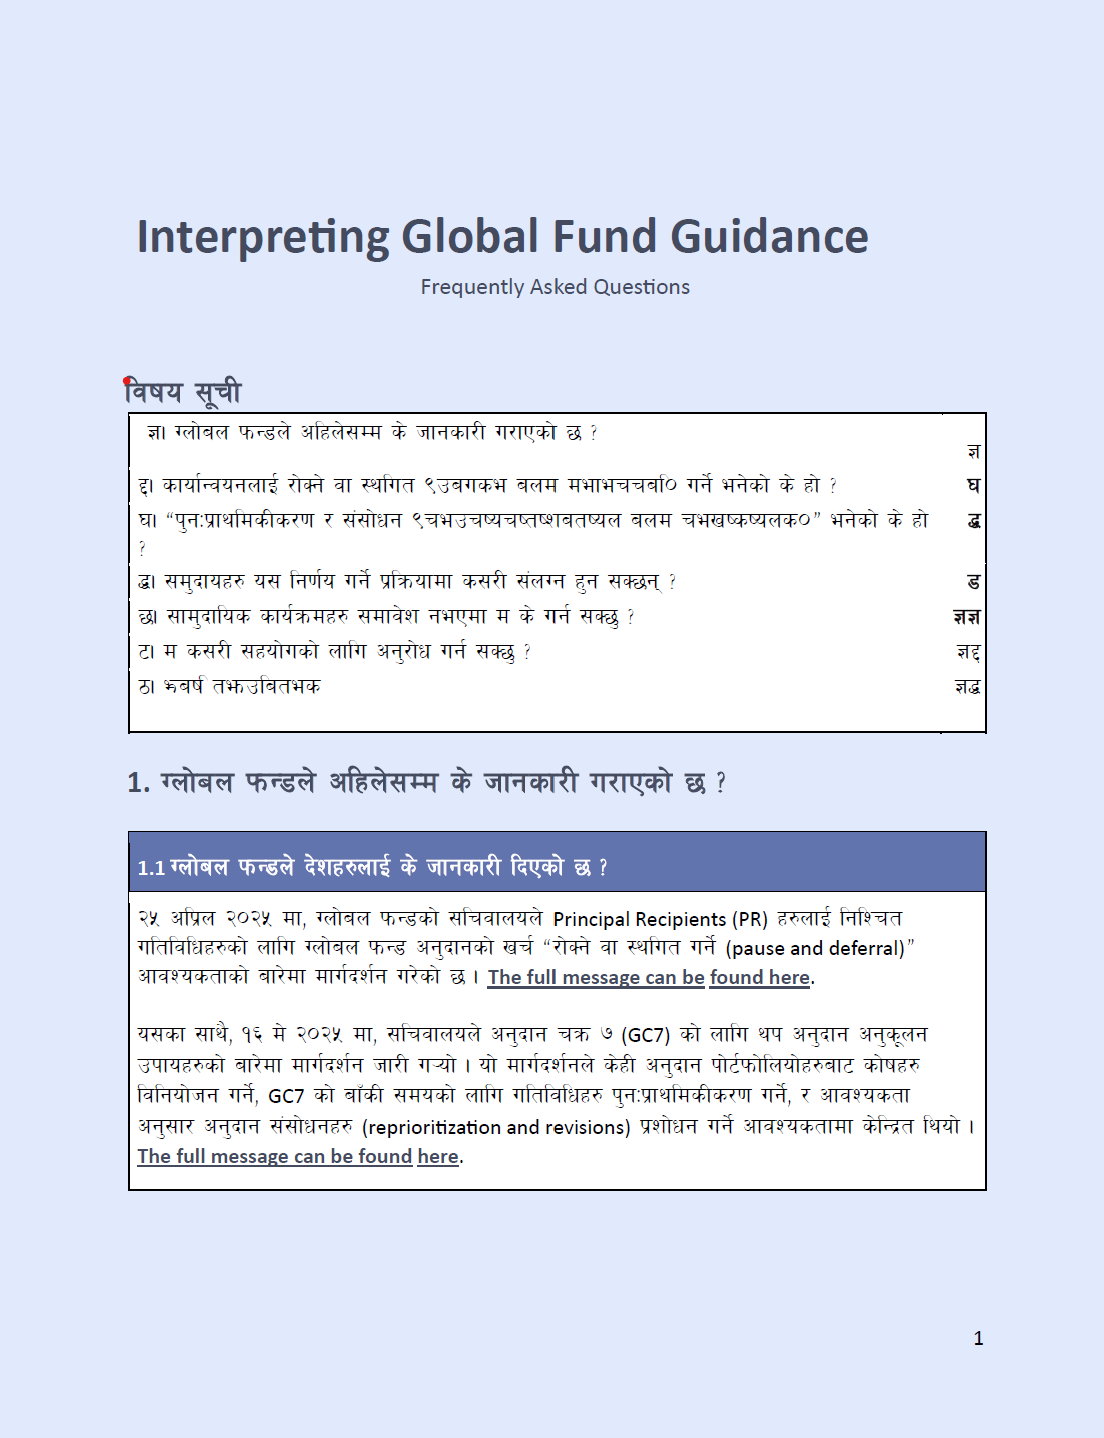 Interpreting Global Fund Guidance
Frequently Asked Questions
विषय सूची
ज्ञ। ग्लोबल फन्डले अहिलेसम्म के जानकारी गराएको छ ?
ज्ञ
द्द। कार्यान्वयनलाई रोक्ने वा स्थगित ९उबगकभ बलम मभाभचचबि० गर्ने भनेको के हो ? घ
घ। “पुन:प्राथमिकीकरण र संसोधन ९चभउचष्यचष्तष्शबतष्यल बलम चभखष्कष्यलक०” भनेको के हो द्ध
?
द्ध। समुदायहरु यस निर्णय गर्ने प्रक्रियामा कसरी संलग्न हुन सक्छन् ? ड
छ। सामुदायिक कार्यक्रमहरु समावेश नभएमा म के गर्न सक्छु ? ज्ञज्ञ
ट। म कसरी सहयोगको लागि अनुरोध गर्न सक्छु ? ज्ञद्द
ठ। भ्mबर्ष तझउबितभक ज्ञद्ध
1. ग्लोबल फन्डले अहिलेसम्म के जानकारी गराएको छ ?
1.1 ग्लोबल फन्डले देशहरुलाई के जानकारी दिएको छ ?
२५ अप्रिल २०२५ मा, ग्लोबल फन्डको सचिवालयले Principal Recipients (PR) हरुलाई निश्चित
गतिविधिहरुको लागि ग्लोबल फन्ड अनुदानको खर्च “रोक्ने वा स्थगित गर्ने (pause and deferral)”
आवश्यकताको बारेमा मार्गदर्शन गरेको छ । The full message can be found here.
यसका साथै, १६ मे २०२५ मा, सचिवालयले अनुदान चक्र ७ (GC7) को लागि थप अनुदान अनुकूलन
उपायहरुको बारेमा मार्गदर्शन जारी गऱ्यो । यो मार्गदर्शनले केही अनुदान पोर्टफोलियोहरुबाट कोषहरु
विनियोजन गर्ने, GC7 को बाँकी समयको लागि गतिविधिहरु पुन:प्राथमिकीकरण गर्ने, र आवश्यकता
अनुसार अनुदान संसोधनहरु (reprioritization and revisions) प्रशोधन गर्ने आवश्यकतामा केन्द्रित थियो ।
The full message can be found here.
1